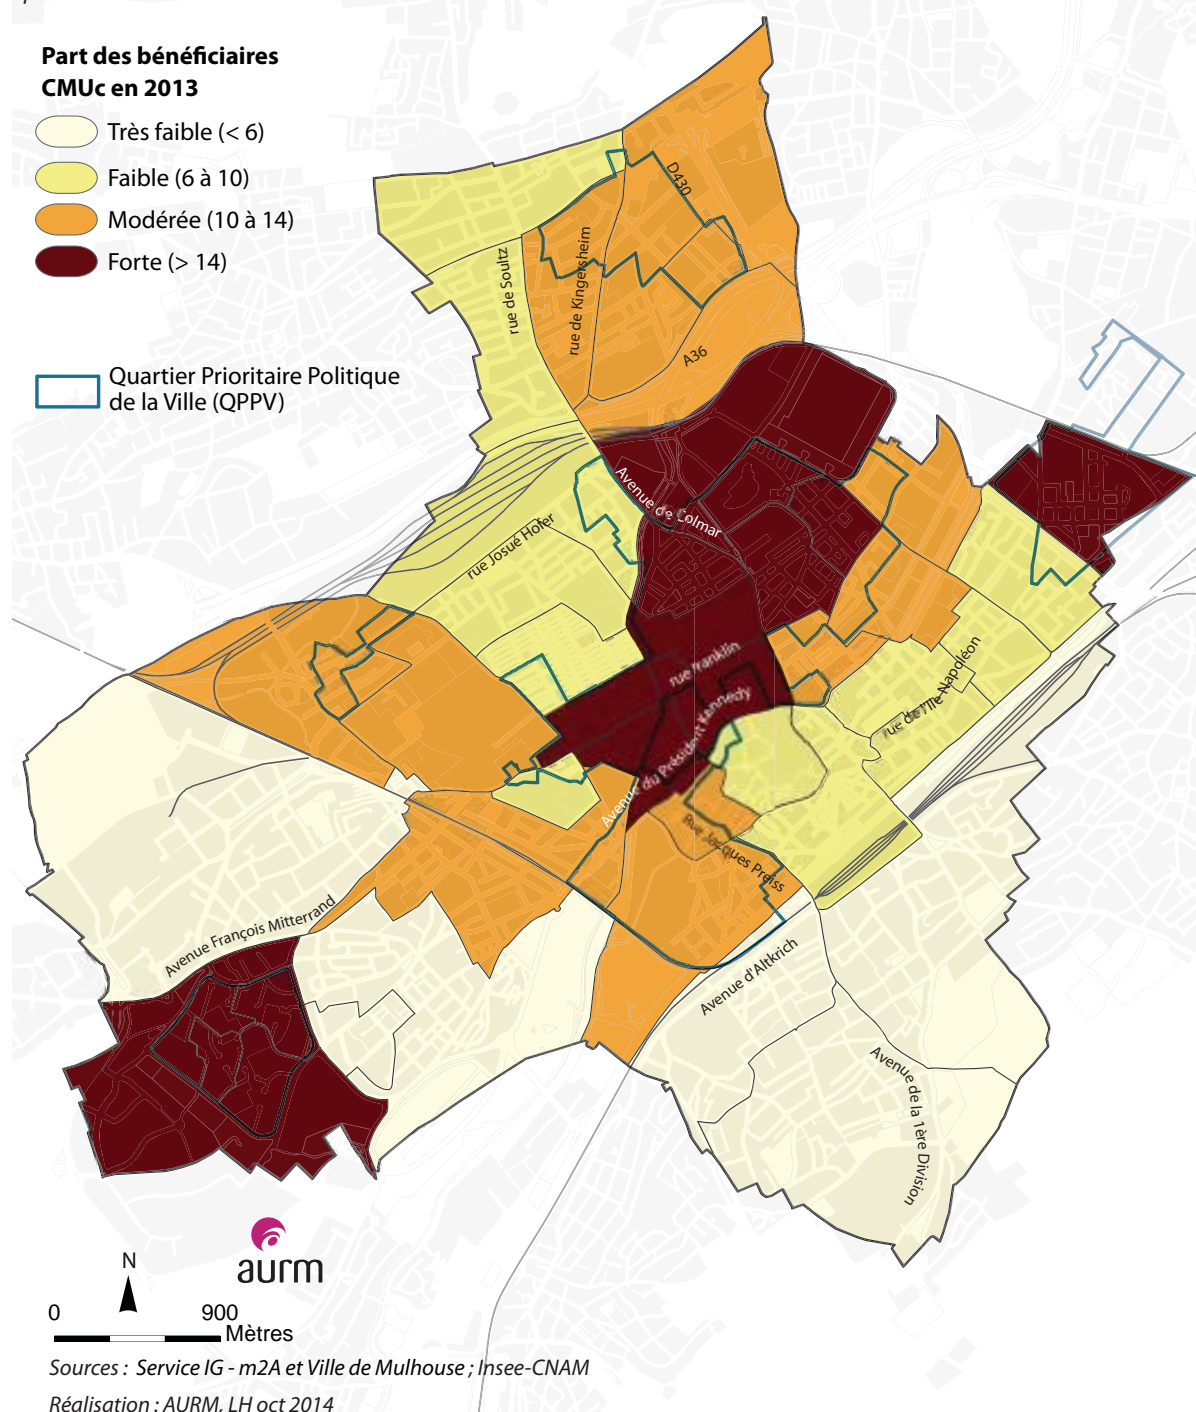 Part des bénéficiaires
CMUc en 2013
Très faible (< 6)
Faible (6 à 10)
Modérée (10 à 14)
Forte (> 14)
Quartier Prioritaire Politique
de la Ville (QPPV)
D430
rue de Soultz
rue de Kingersheim
A36
Avenue de Colmar
rue Josué Hofer
rue franklin
rue de l'Ile Napoléon
Avenue du Président Kennedy
Rue Jacques Preiss
Avenue François Mitterrand
Avenue d'Altkrich
Avenue de la 1ère Division
aurm
N
0 900
Mètres
Sources : Service IG - m2A et Ville de Mulhouse ; Insee-CNAM
Réalisation : AURM, LH oct 2014